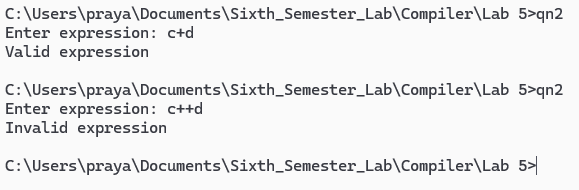 C:\Users\praya\Documents\Sixth_Semester_Lab\Compiler\Lab 5>qn2
Enter expression: c+d
Valid expression
C:\Users\praya\Documents\Sixth_Semester_Lab\Compiler\Lab 5>qn2
Enter expression: c++d
Invalid expression
C:\Users\praya\Documents\Sixth_Semester_Lab\Compiler\Lab 5>